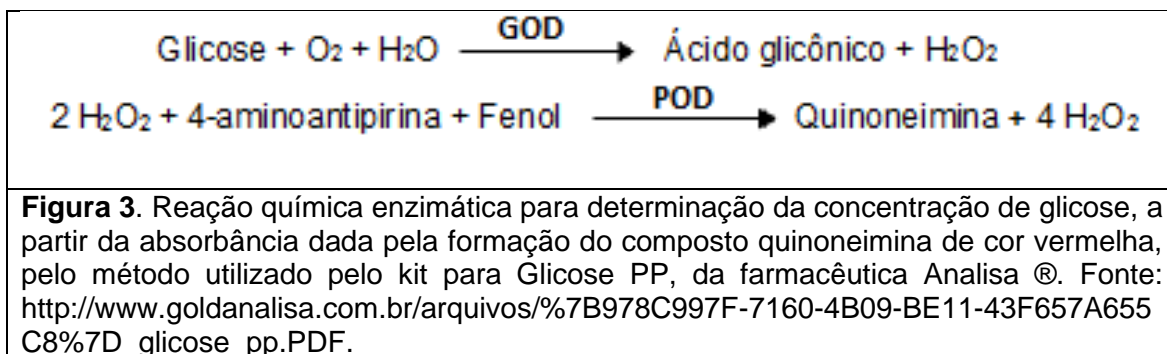 Glicose + O2 + H2O GOD Ácido glicônico + H2O2
2 H2O2 + 4-aminoantipirina + Fenol POD Quinoneimina + 4 H2O2
Figura 3. Reação química enzimática para determinação da concentração de glicose, a
partir da absorbância dada pela formação do composto quinoneimina de cor vermelha,
pelo método utilizado pelo kit para Glicose PP, da farmacêutica Analisa ®. Fonte:
http://www.goldanalisa.com.br/arquivos/%7B978C997F-7160-4B09-BE11-43F657A655
C8%7D_glicose_pp.PDF.